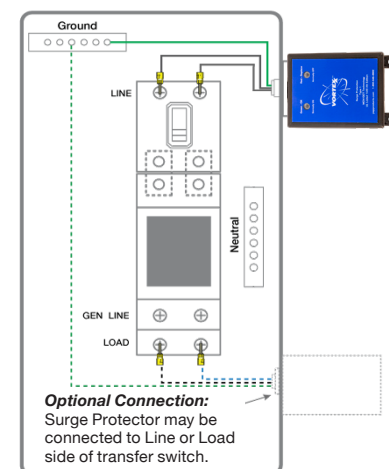 Ground
LINE
VORTEX
Neutral
GEN LINE
LOAD
Optional Connection:
Surge Protector may be
connected to Line or Load
side of transfer switch.